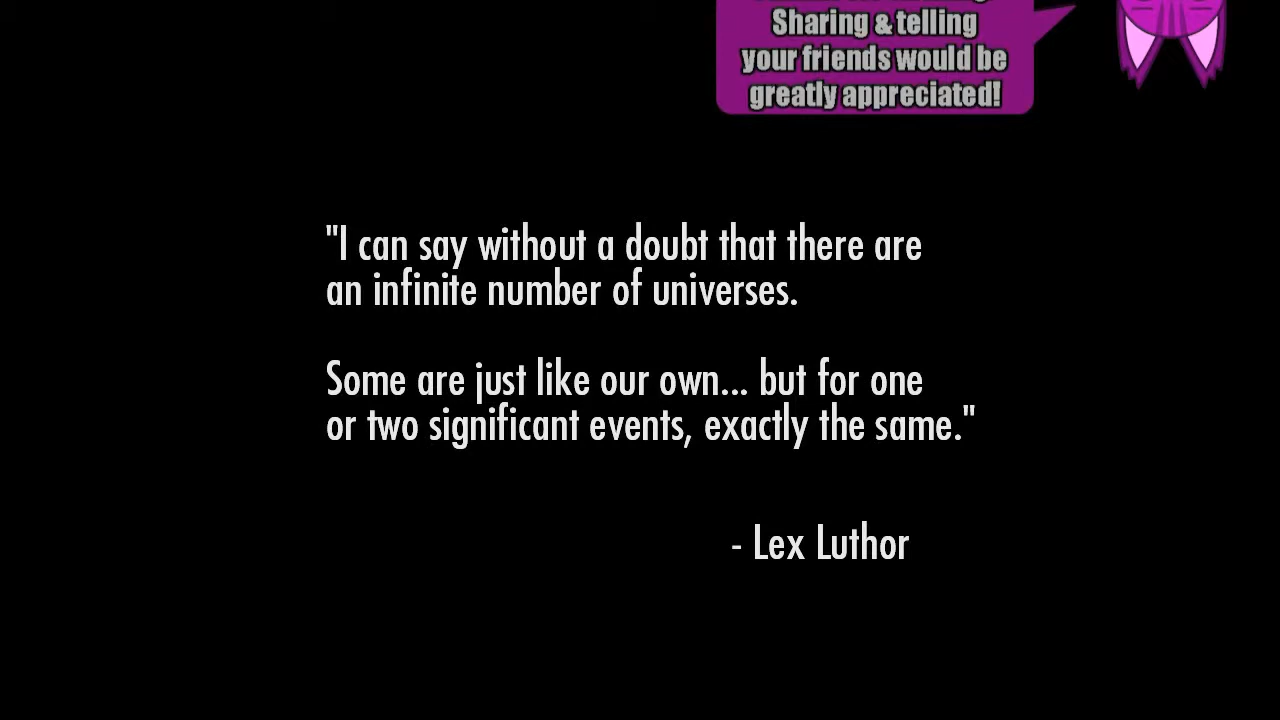 Sharing & telling
your friends would be
greatly appreciated!
"I can say without a doubt that there are
an infinite number of universes.
Some are just like our own... but for one
or two significant events, exactly the same."
- Lex Luthor